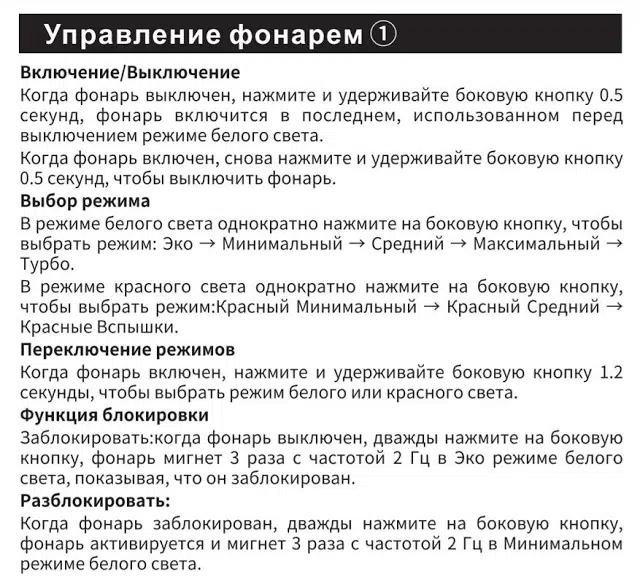 Управление фонарем ①
Включение/Выключение
Когда фонарь выключен, нажмите и удерживайте боковую кнопку 0.5
секунд, фонарь включится в последнем, использованном перед
выключением режиме белого света.
Когда фонарь включен, снова нажмите и удерживайте боковую кнопку
0.5 секунд, чтобы выключить фонарь.
Выбор режима
В режиме белого света однократно нажмите на боковую кнопку, чтобы
выбрать режим: Эко → Минимальный → Средний → Максимальный →
Турбо.
В режиме красного света однократно нажмите на боковую кнопку,
чтобы выбрать режим:Красный Минимальный → Красный Средний →
Красные Вспышки.
Переключение режимов
Когда фонарь включен, нажмите и удерживайте боковую кнопку 1.2
секунды, чтобы выбрать режим белого или красного света.
Функция блокировки
Заблокировать:когда фонарь выключен, дважды нажмите на боковую
кнопку, фонарь мигнет 3 раза с частотой 2 Гц в Эко режиме белого
света, показывая, что он заблокирован.
Разблокировать:
Когда фонарь заблокирован, дважды нажмите на боковую кнопку,
фонарь активируется и мигнет 3 раза с частотой 2 Гц в Минимальном
режиме белого света.